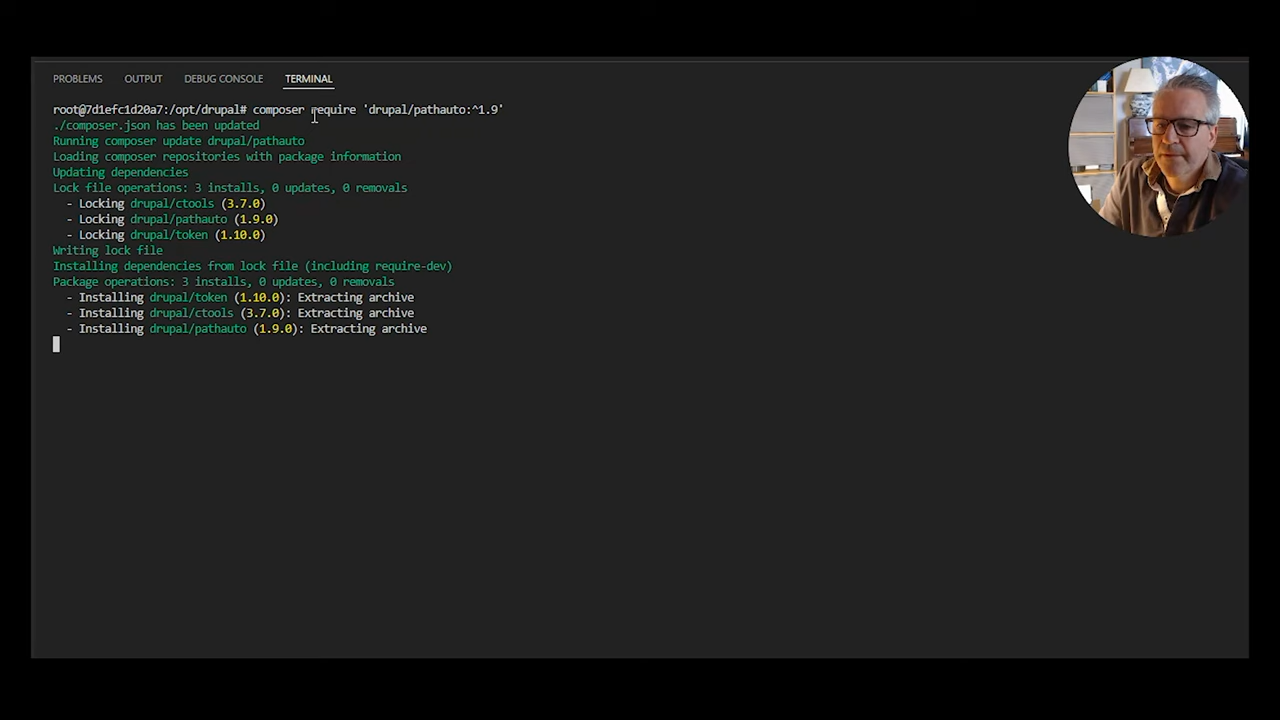 PROBLEMS OUTPUT DEBUG CONSOLE TERMINAL
root@7d1efc1d20a7:/opt/drupal# composer require 'drupal/pathauto:^1.9'
./composer.json has been updated
Running composer update drupal/pathauto
Loading composer repositories with package information
Updating dependencies
Lock file operations: 3 installs, 0 updates, 0 removals
  - Locking drupal/ctools (3.7.0)
  - Locking drupal/pathauto (1.9.0)
  - Locking drupal/token (1.10.0)
Writing lock file
Installing dependencies from lock file (including require-dev)
Package operations: 3 installs, 0 updates, 0 removals
  - Installing drupal/token (1.10.0): Extracting archive
  - Installing drupal/ctools (3.7.0): Extracting archive
  - Installing drupal/pathauto (1.9.0): Extracting archive